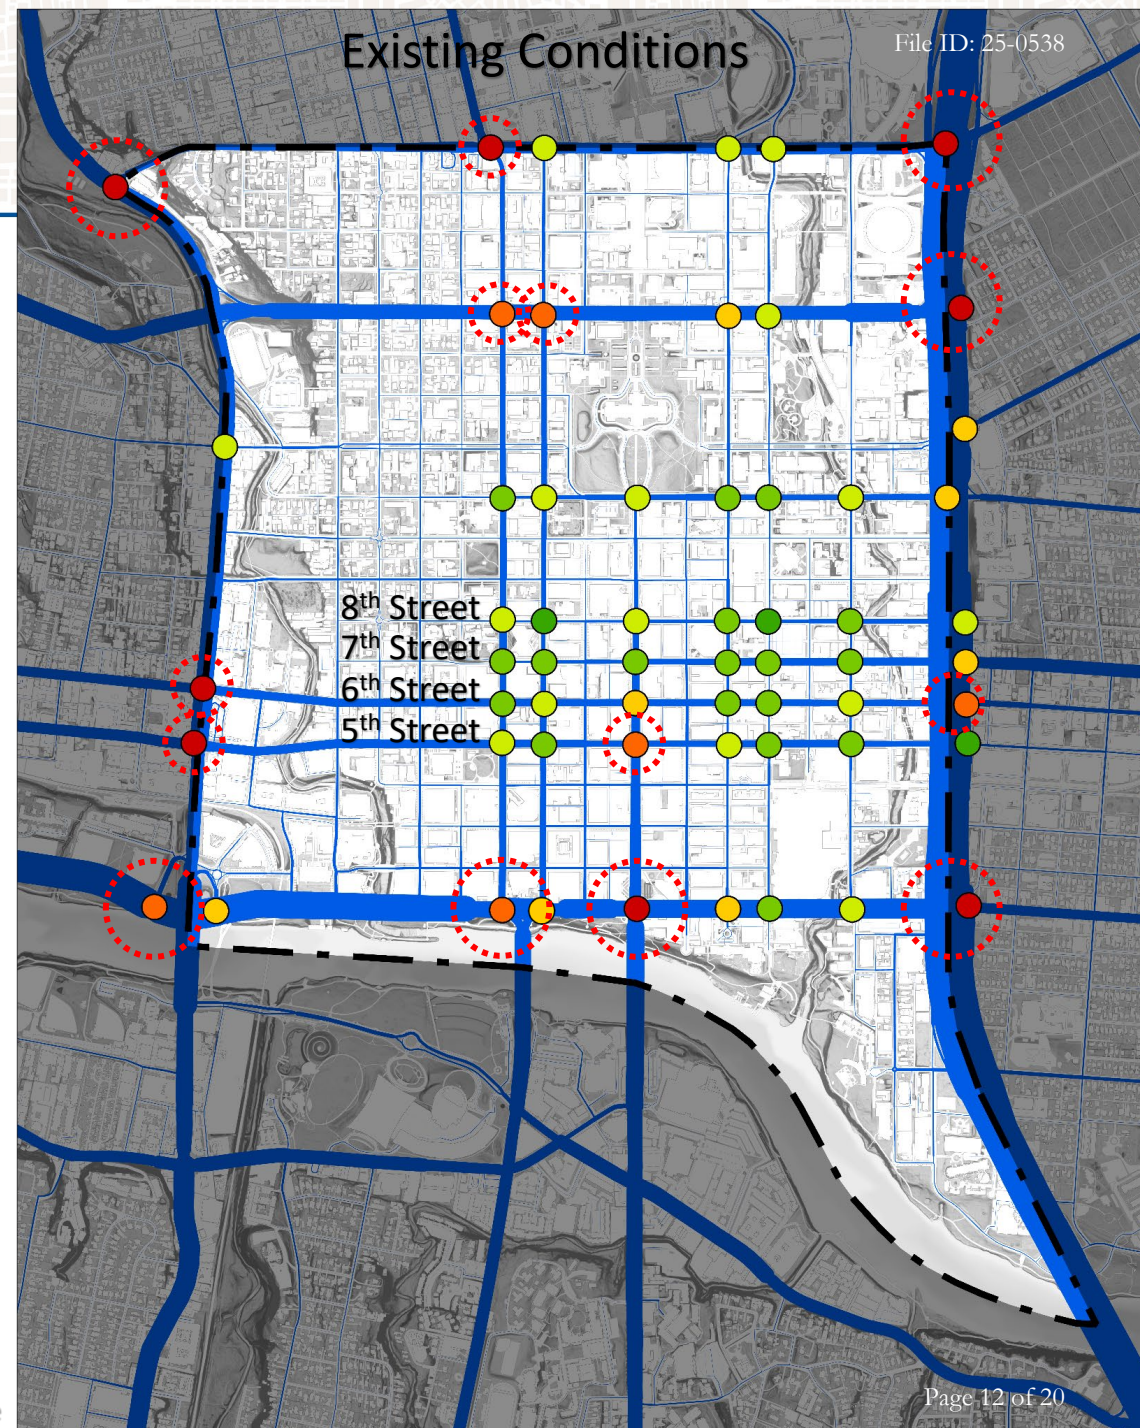 Existing Conditions
File ID: 25-0538
8th Street
7th Street
6th Street
5th Street
Page 12 of 20